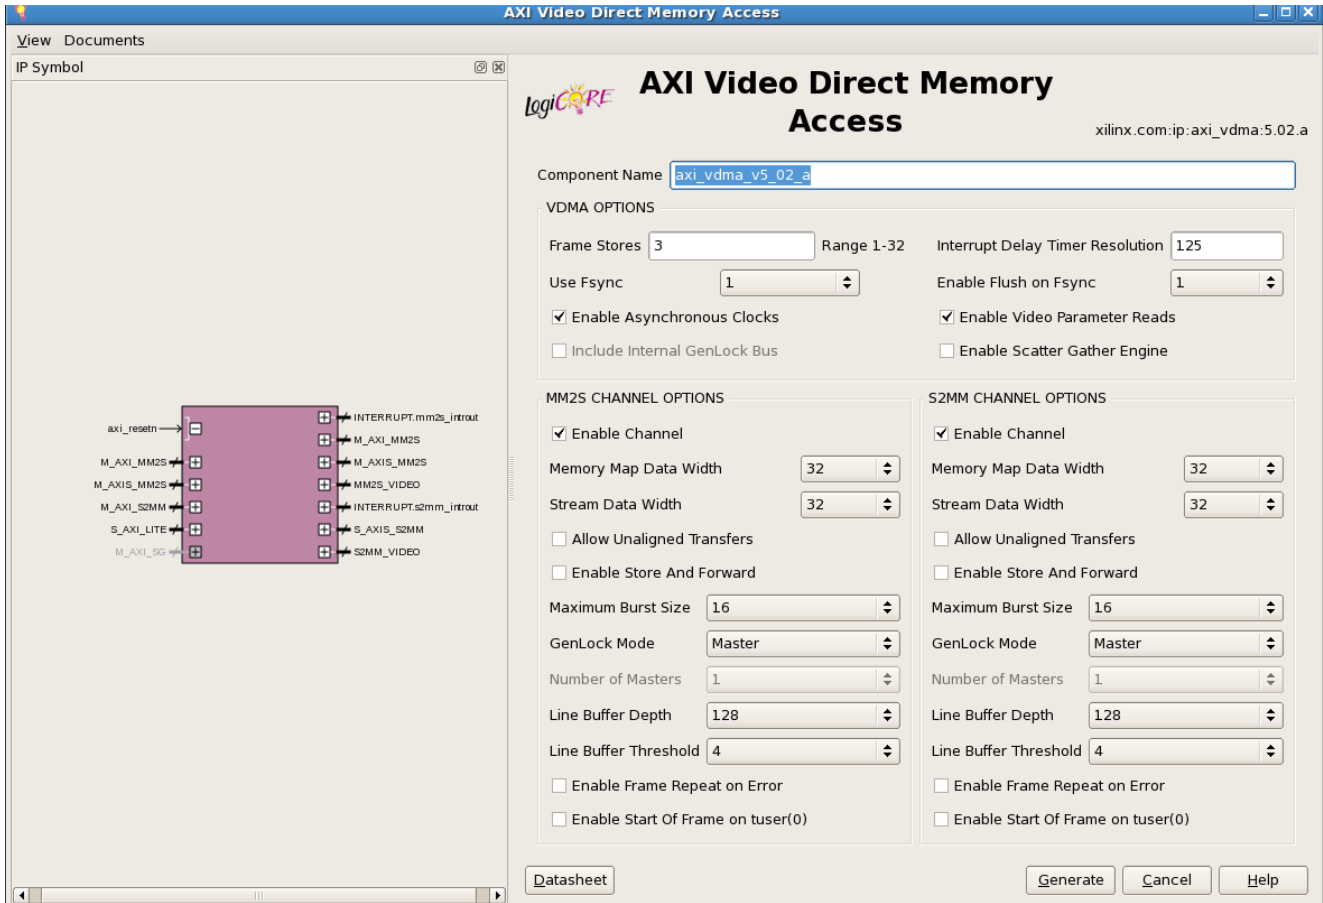 AXI Video Direct Memory Access
View Documents
IP Symbol
axi_resetn
M_AXI_MM2S
M_AXIS_MM2S
M_AXI_S2MM
S_AXI_LITE
M_AXI_SG
INTERRUPT.mm2s_introut
M_AXI_MM2S
M_AXIS_MM2S
MM2S_VIDEO
INTERRUPT.s2mm_introut
S_AXIS_S2MM
S2MM_VIDEO
LogiCORE
AXI Video Direct Memory
Access
xilinx.com:ip:axi_vdma:5.02.a
Component Name axi_vdma_v5_02_a
VDMA OPTIONS
Frame Stores 3 Range 1-32 Interrupt Delay Timer Resolution 125
Use Fsync 1 Enable Flush on Fsync 1
Enable Asynchronous Clocks Enable Video Parameter Reads
Include Internal GenLock Bus Enable Scatter Gather Engine
MM2S CHANNEL OPTIONS
Enable Channel
Memory Map Data Width 32
Stream Data Width 32
Allow Unaligned Transfers
Enable Store And Forward
Maximum Burst Size 16
GenLock Mode Master
Number of Masters 1
Line Buffer Depth 128
Line Buffer Threshold 4
Enable Frame Repeat on Error
Enable Start Of Frame on tuser(0)
S2MM CHANNEL OPTIONS
Enable Channel
Memory Map Data Width 32
Stream Data Width 32
Allow Unaligned Transfers
Enable Store And Forward
Maximum Burst Size 16
GenLock Mode Master
Number of Masters 1
Line Buffer Depth 128
Line Buffer Threshold 4
Enable Frame Repeat on Error
Enable Start Of Frame on tuser(0)
Datasheet Generate Cancel Help